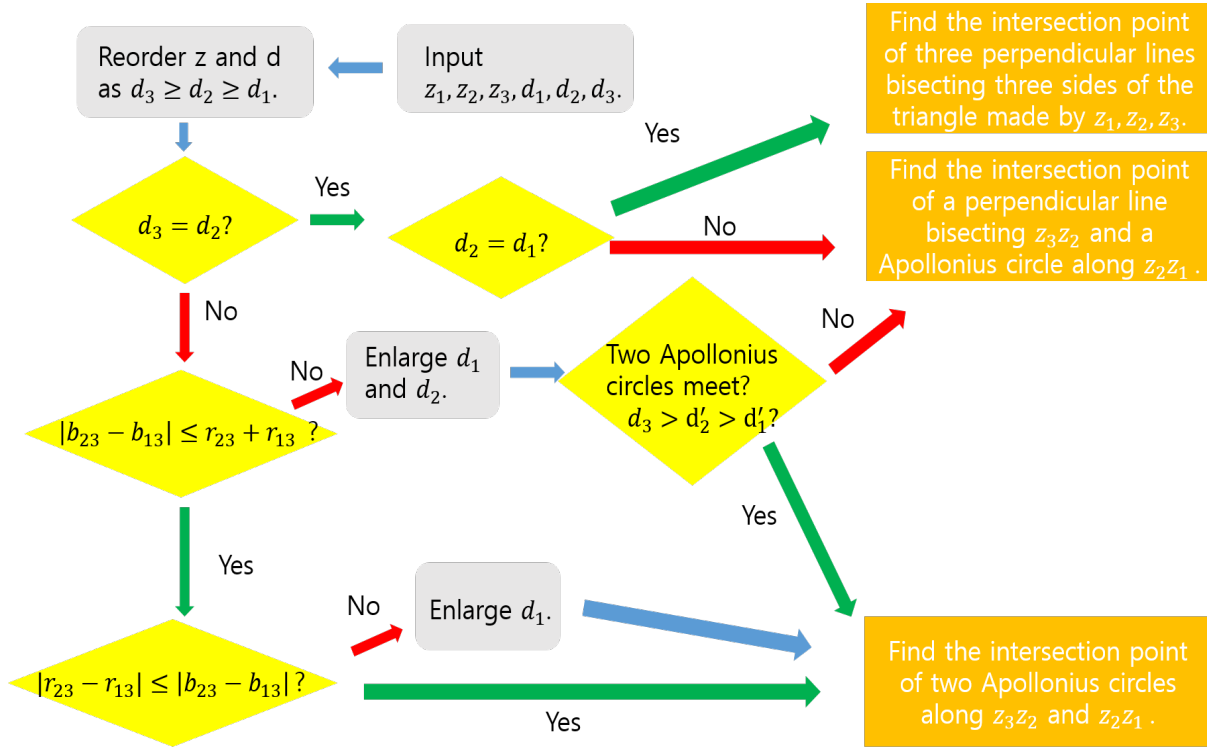 Reorder z and d
as d₃ ≥ d₂ ≥ d₁.
Input
z₁, z₂, z₃, d₁, d₂, d₃.
Find the intersection point
of three perpendicular lines
bisecting three sides of the
triangle made by z₁, z₂, z₃.
Yes
d₃ = d₂?
Yes
d₂ = d₁?
No
Find the intersection point
of a perpendicular line
bisecting z₃z₂ and a
Apollonius circle along z₂z₁ .
No
No
Enlarge d₁
and d₂.
Two Apollonius
circles meet?
d₃ > d′₂ > d′₁?
No
|b₂₃ − b₁₃| ≤ r₂₃ + r₁₃ ?
Yes
Yes
No
Enlarge d₁.
|r₂₃ − r₁₃| ≤ |b₂₃ − b₁₃| ?
Yes
Find the intersection point
of two Apollonius circles
along z₃z₂ and z₂z₁ .